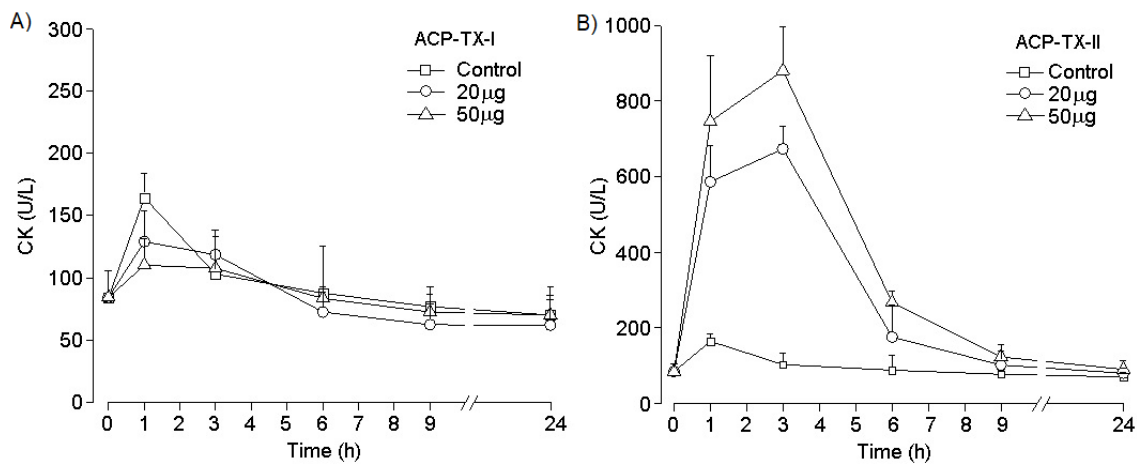 A)
300
250
200
150
100
50
0
CK (U/L)
ACP-TX-I
Control
20µg
50µg
0 1 2 3 4 5 6 7 8 9 24
Time (h)
B)
1000
800
600
400
200
0
CK (U/L)
ACP-TX-II
Control
20µg
50µg
0 1 2 3 4 5 6 7 8 9 24
Time (h)